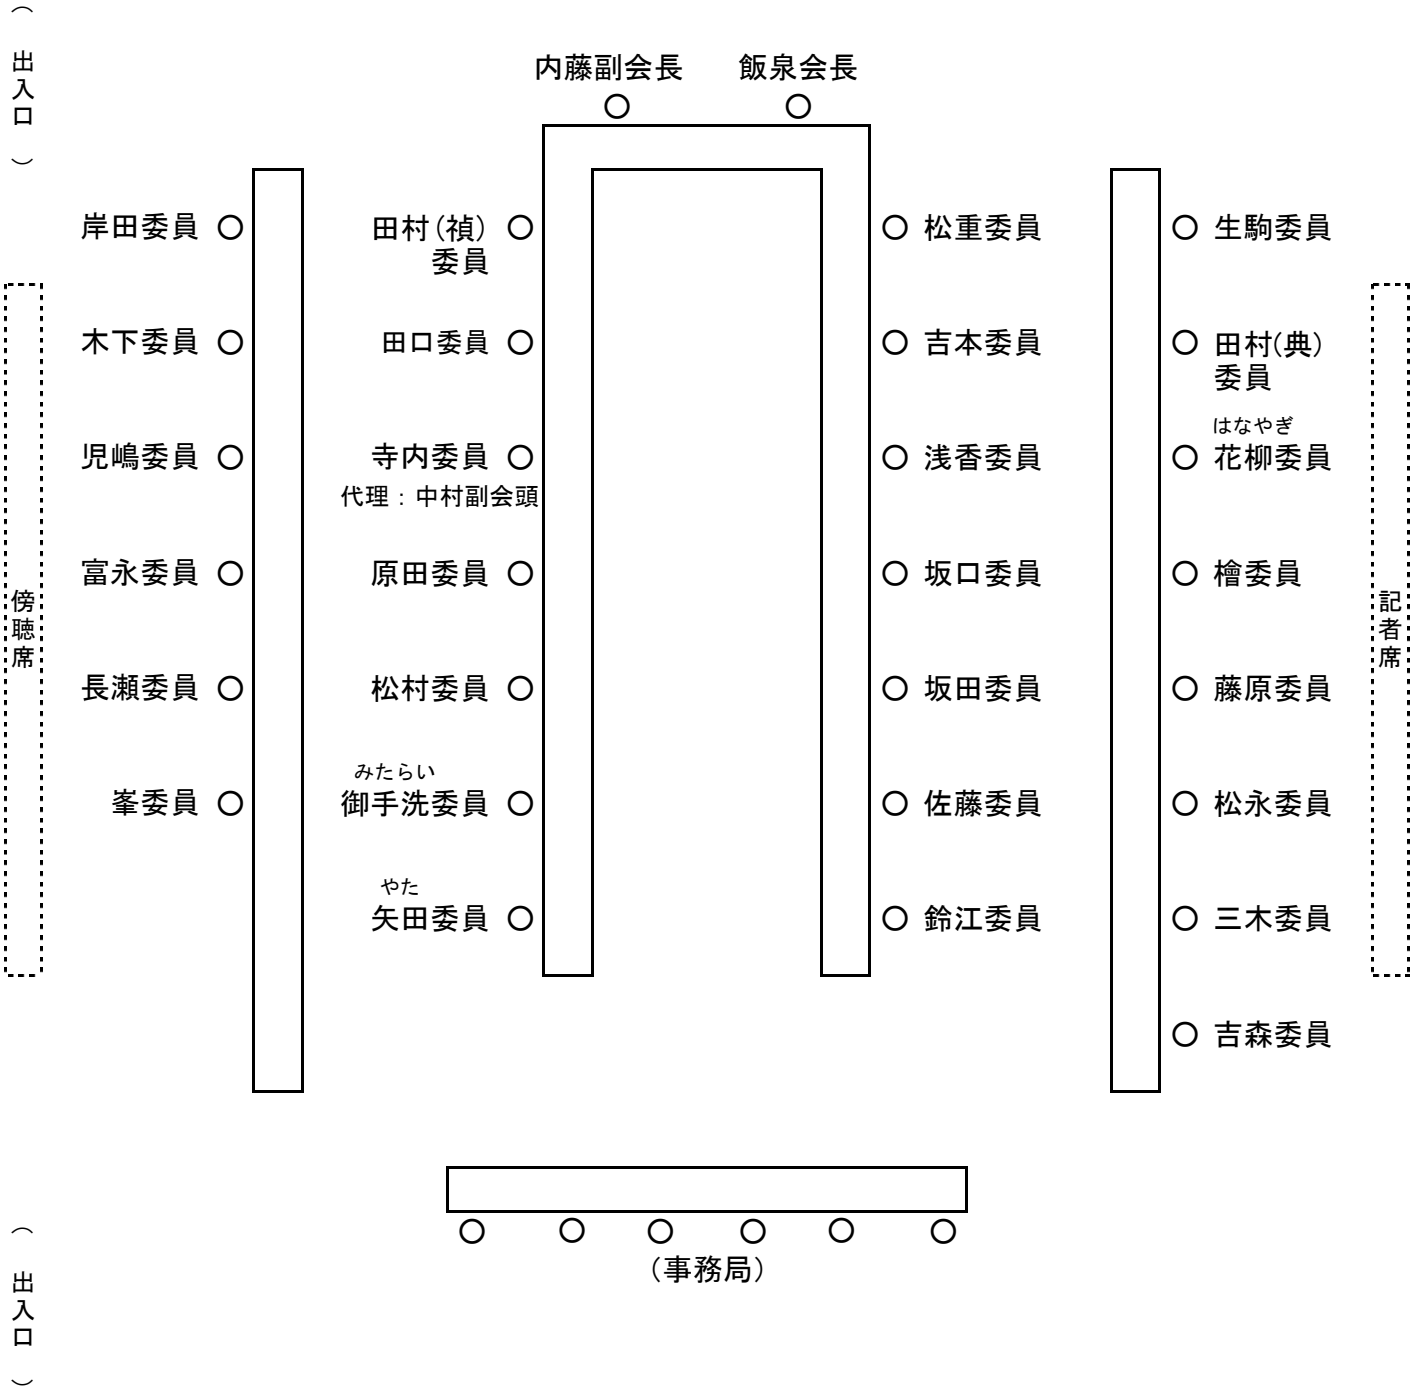 （出入口）
内藤副会長
飯泉会長
岸田委員
木下委員
児嶋委員
富永委員
長瀬委員
峯委員
田村（禎）
委員
田口委員
寺内委員
代理：中村副会頭
原田委員
松村委員
みたらい
御手洗委員
やた
矢田委員
松重委員
吉本委員
浅香委員
坂口委員
坂田委員
佐藤委員
鈴江委員
生駒委員
田村（典）
委員
はなやぎ
花柳委員
檜委員
藤原委員
松永委員
三木委員
吉森委員
傍聴席
記者席
（事務局）
（出入口）